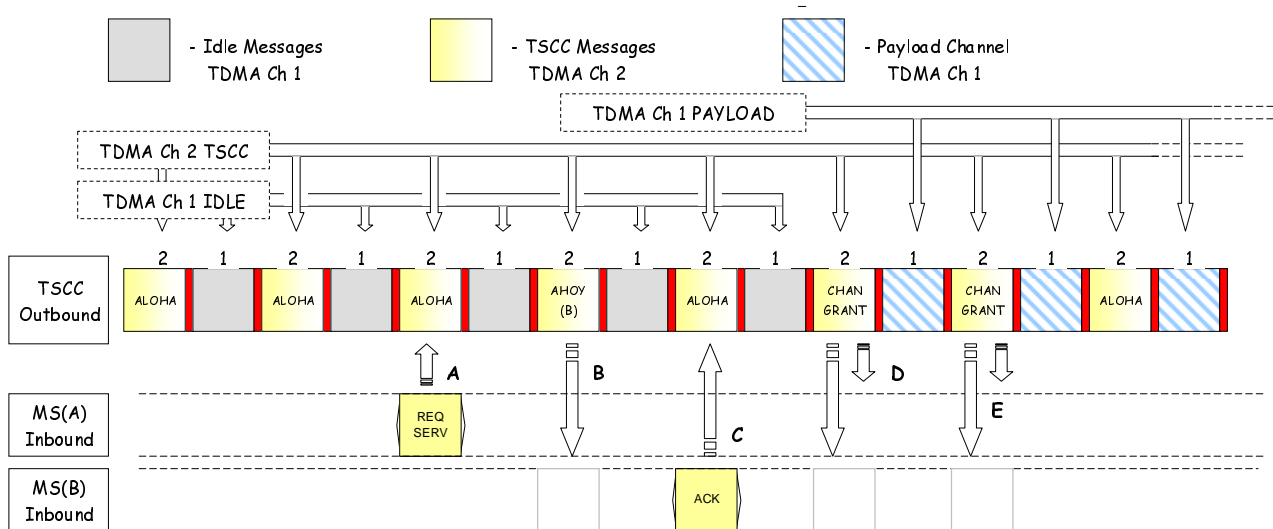 - Idle Messages
TDMA Ch 1
- TSCC Messages
TDMA Ch 2
- Payload Channel
TDMA Ch 1
TDMA Ch 1 PAYLOAD
TDMA Ch 2 TSCC
TDMA Ch 1 IDLE
2 1 2 1 2 1 2 1 2 1 2 1 2 1 2 1
TSCC
Outbound
ALOHA
ALOHA
ALOHA
AHOY
(B)
ALOHA
CHAN
GRANT
CHAN
GRANT
ALOHA
A
B
C
D
E
MS(A)
Inbound
REQ
SERV
MS(B)
Inbound
ACK